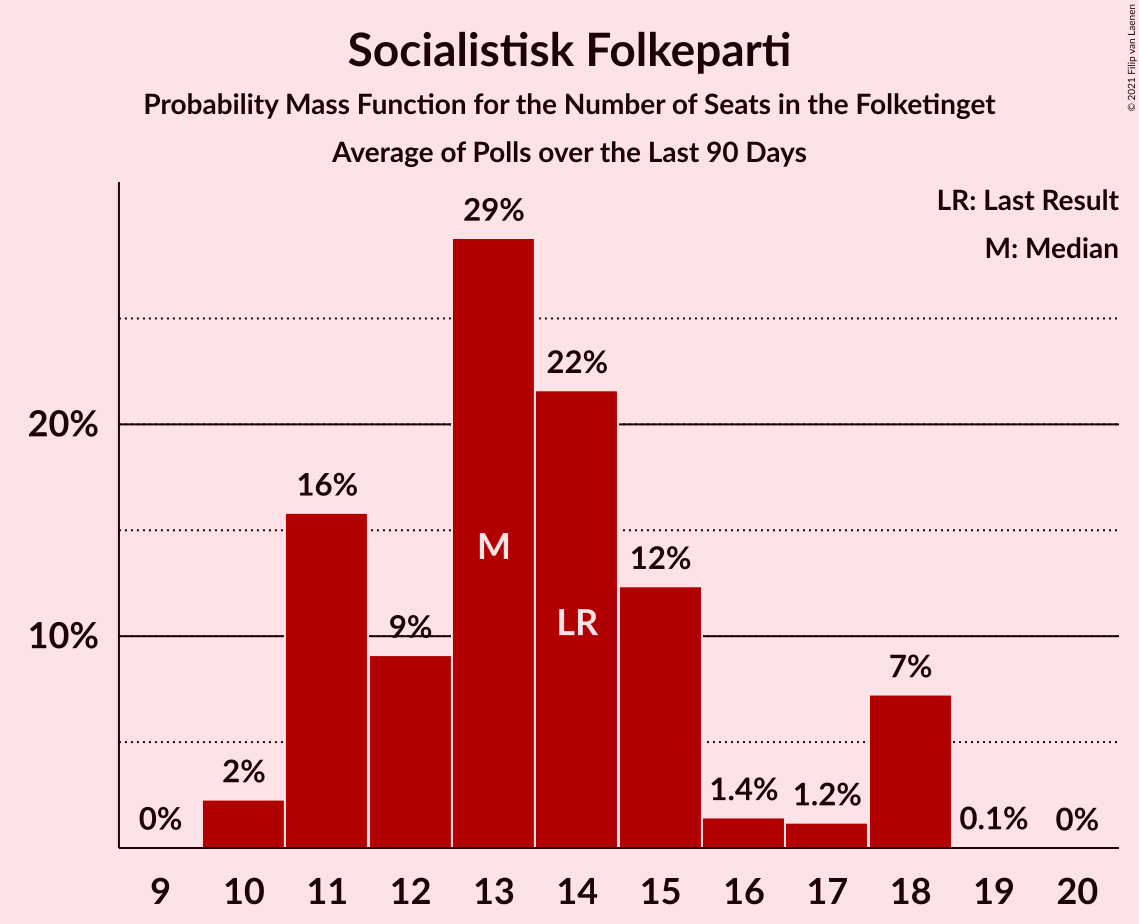 Socialistisk Folkeparti
Probability Mass Function for the Number of Seats in the Folketinget
Average of Polls over the Last 90 Days
© 2021 Filip van Laenen
LR: Last Result
M: Median
29%
22%
20%
16%
M
12%
LR
10%
9%
7%
2%
1.4%
1.2%
0%
0.1%
0%
9 10 11 12 13 14 15 16 17 18 19 20